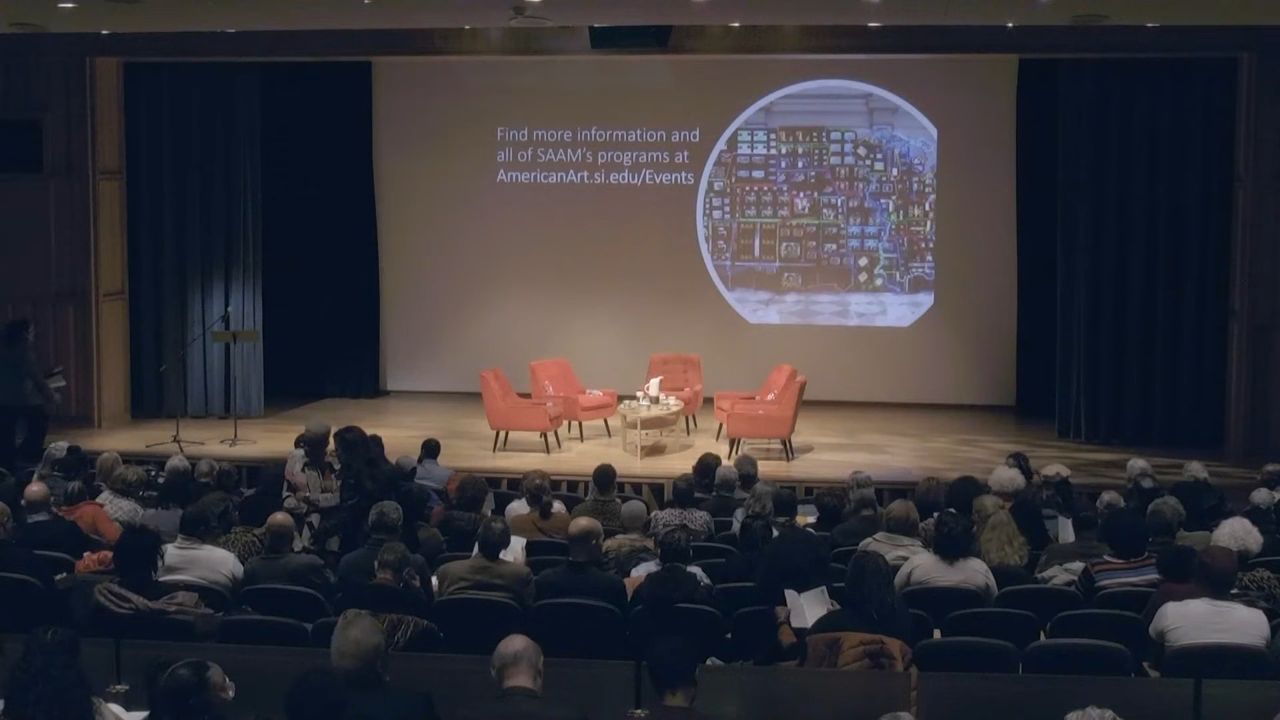 Find more information and
all of SAAM's programs at
AmericanArt.si.edu/Events